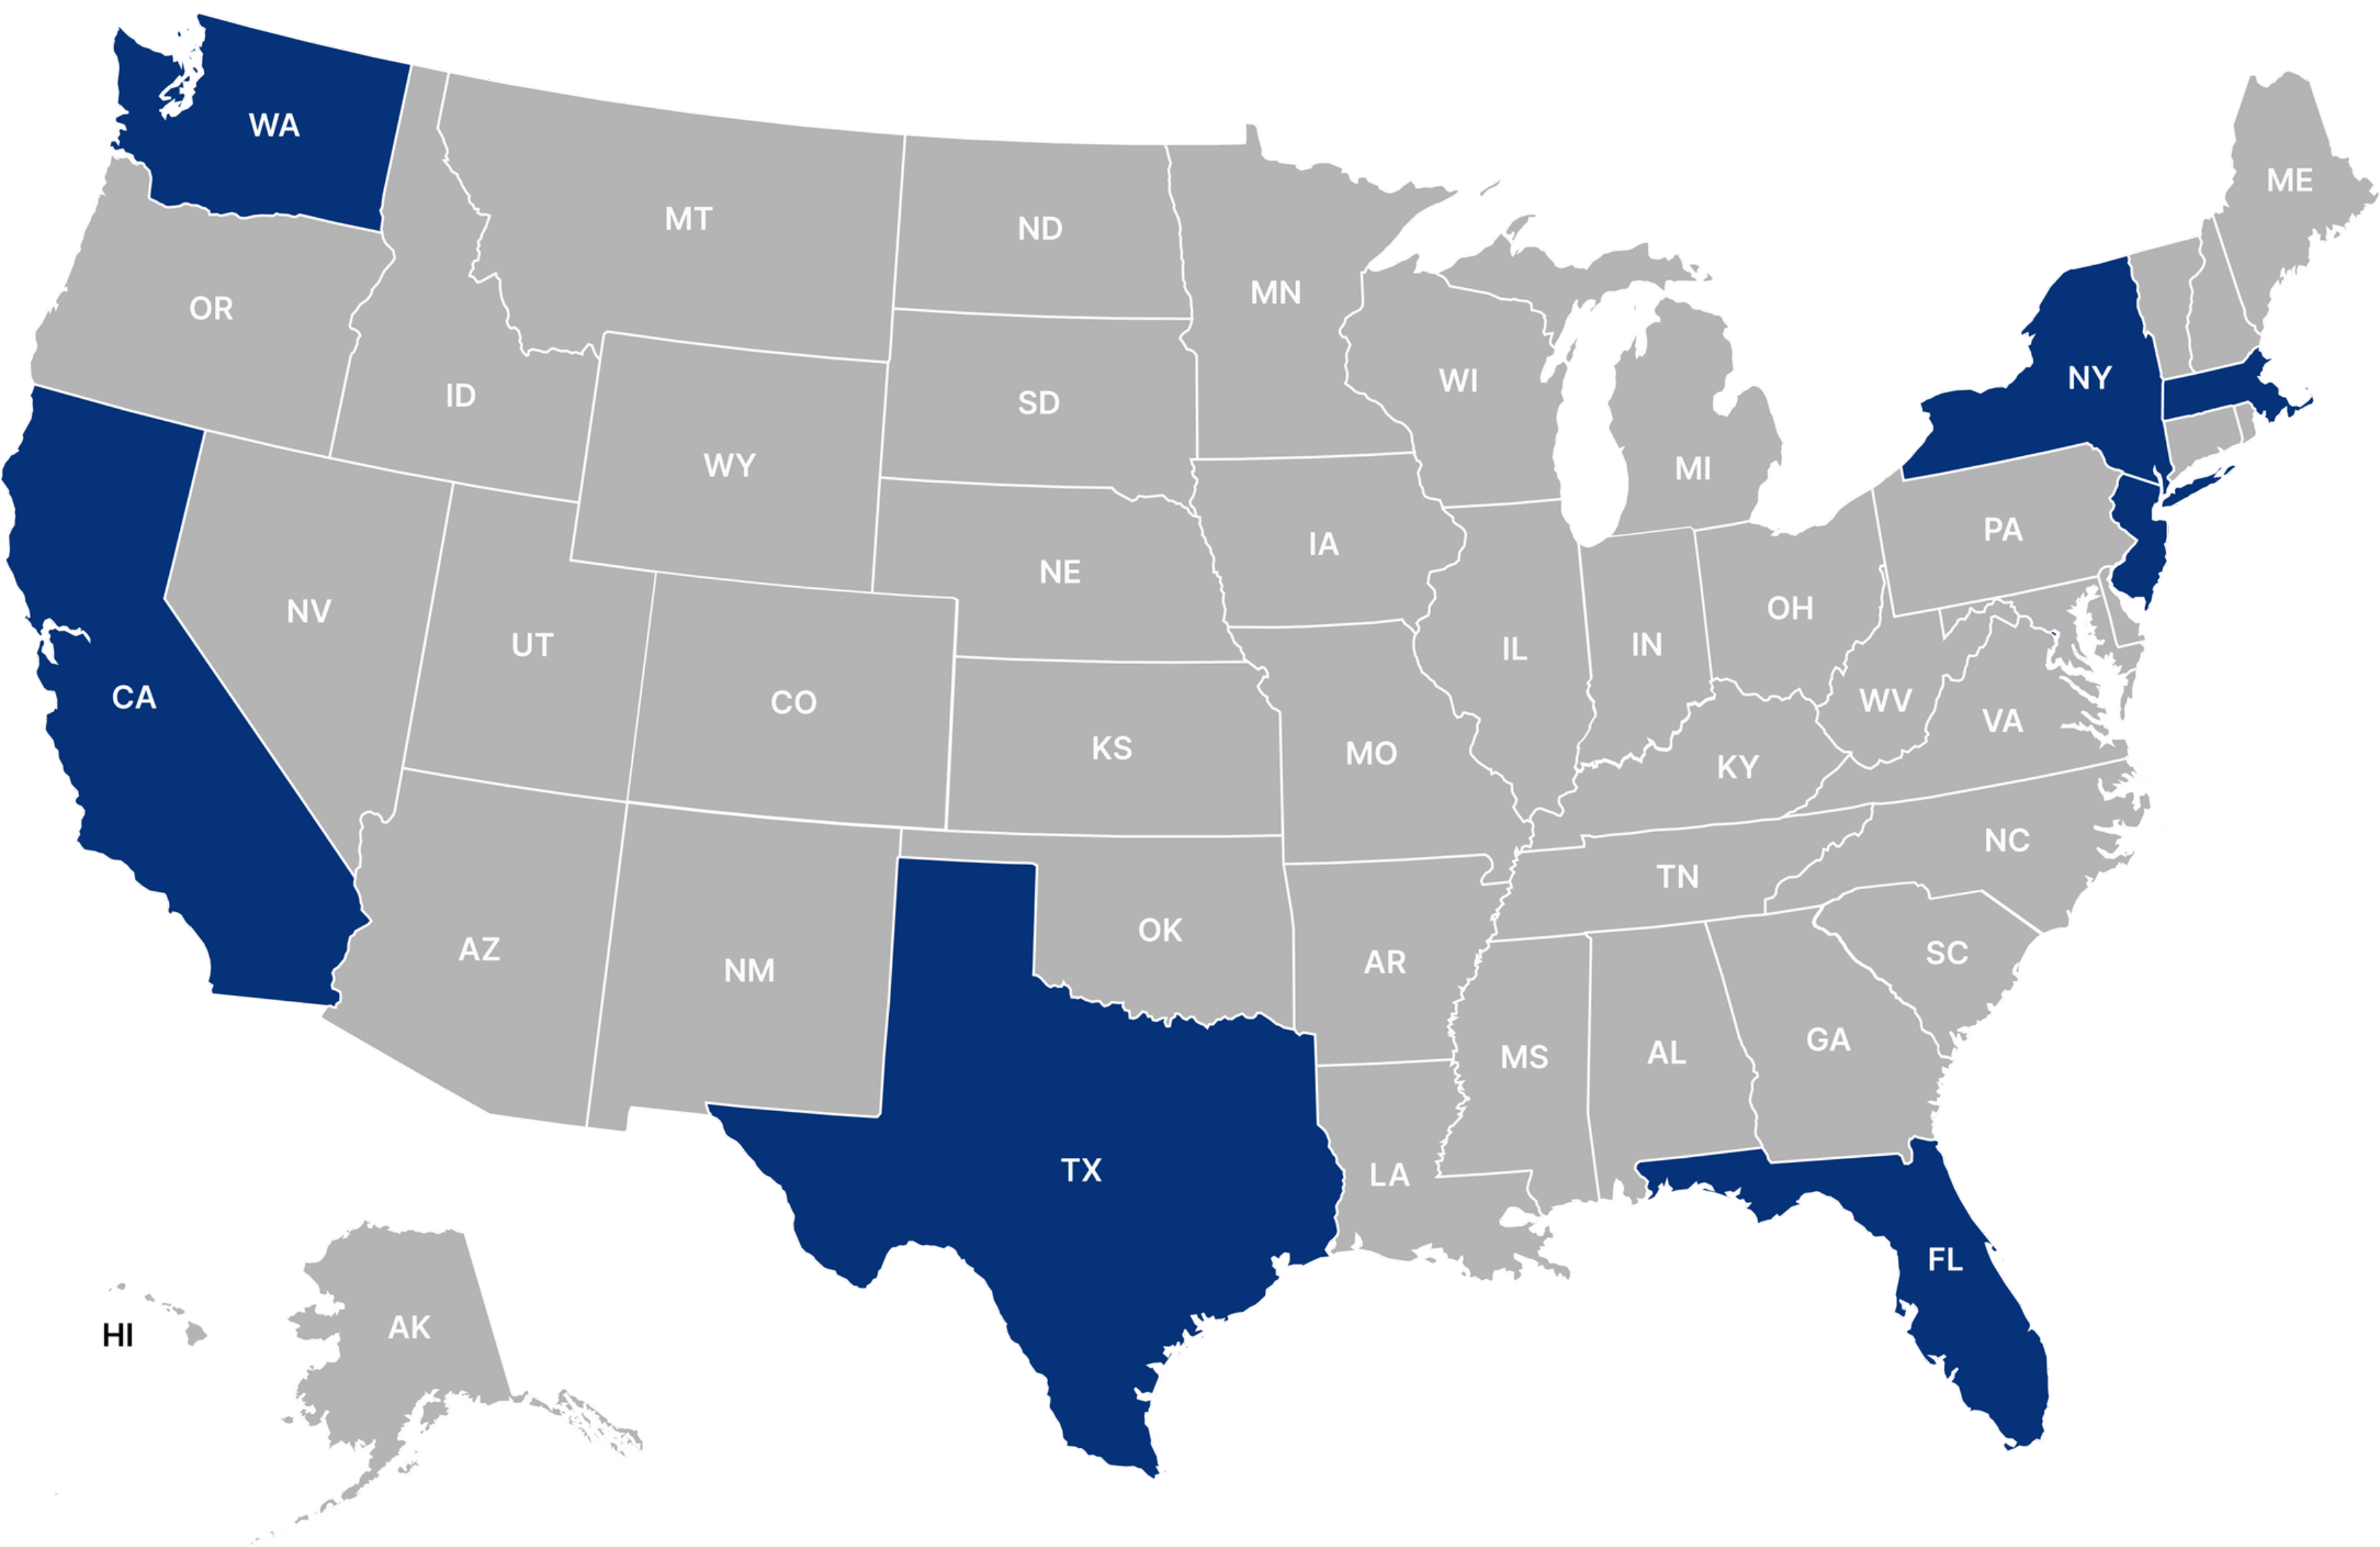 WA
ME
MT
ND
MN
OR
NY
WI
ID
SD
WY
MI
PA
IA
NE
OH
NV
UT
IL
IN
CA
CO
WV
VA
KS
MO
KY
NC
TN
OK
AZ
SC
AR
NM
GA
MS
AL
TX
LA
FL
AK
HI